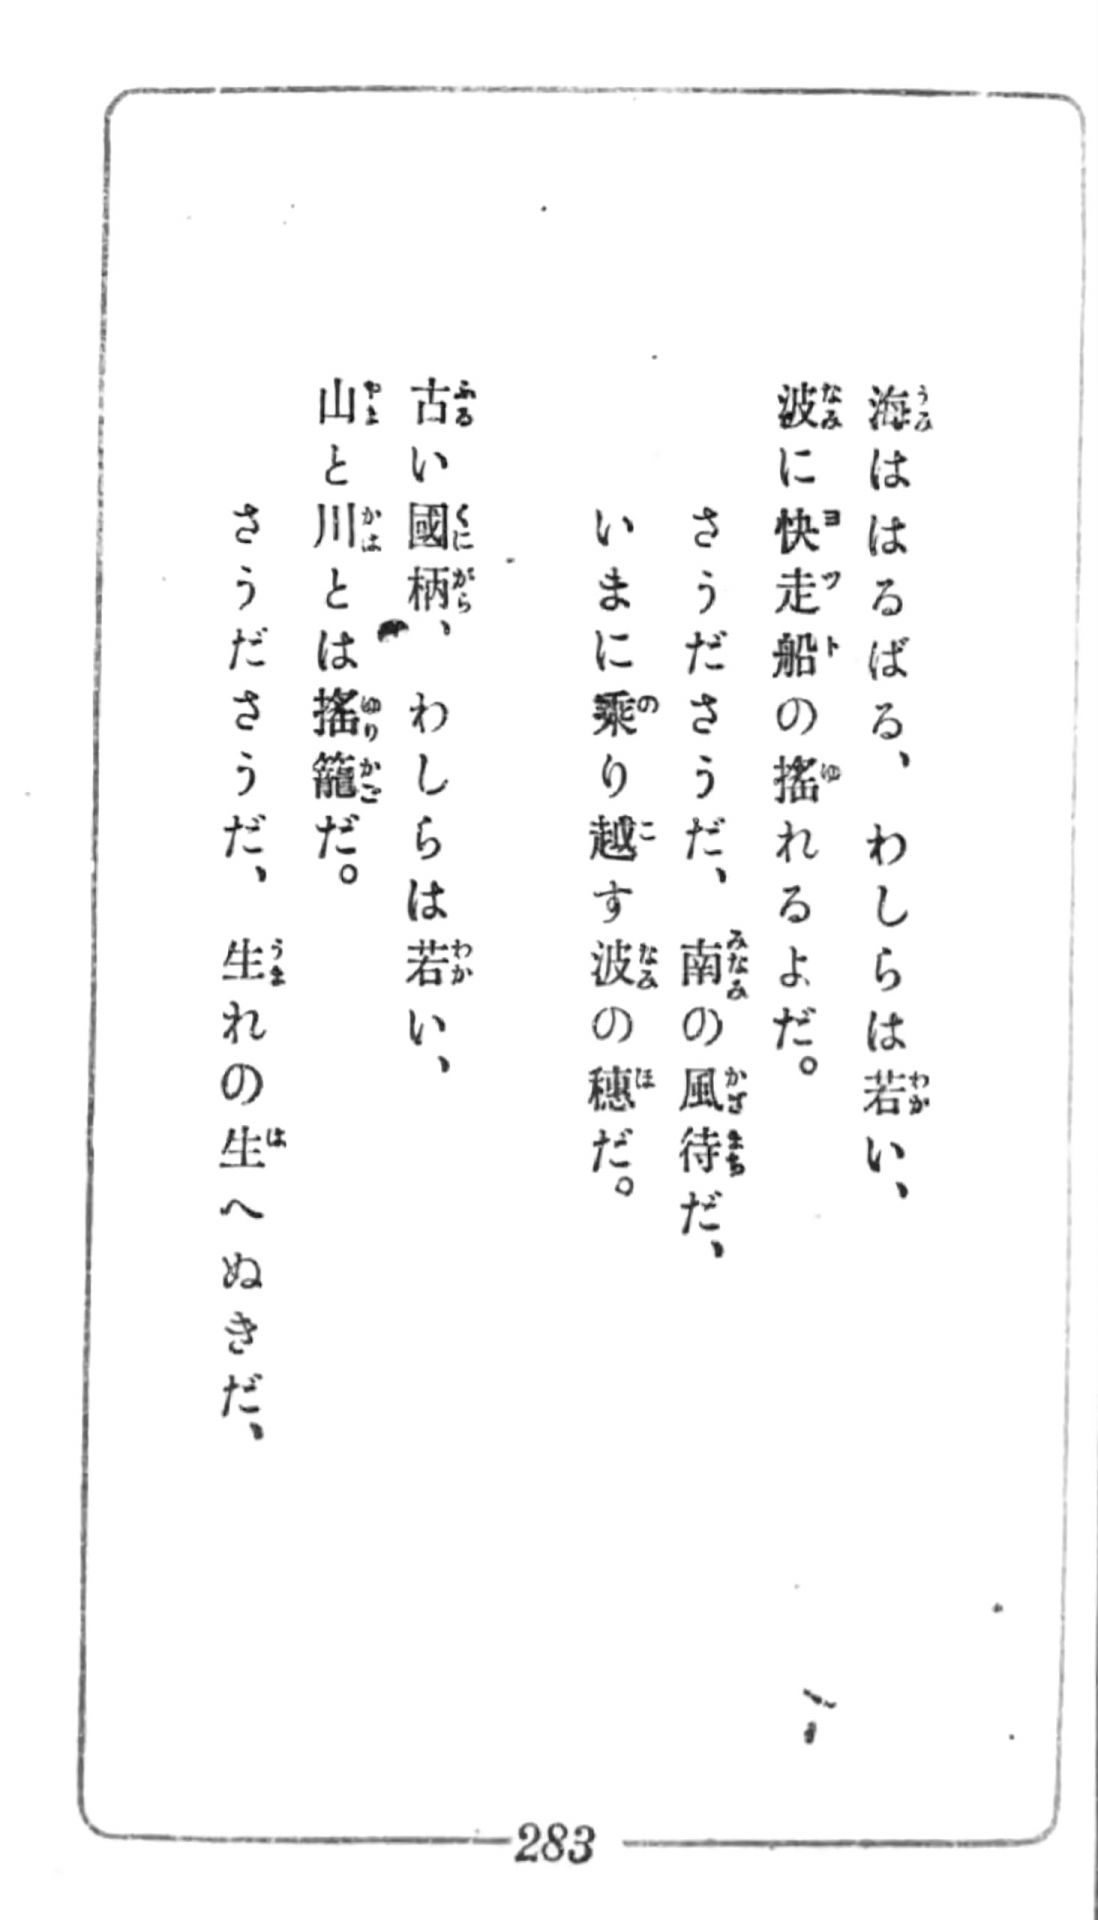 海ははるばる、わしらは若い、
波に快走船の搖れるよだ。
さうださうだ、南の風待だ、
いまに乘り越す波の穗だ。
古い國柄、わしらは若い、
山と川とは搖籠だ。
さうださうだ、生れの生へぬきだ、
283